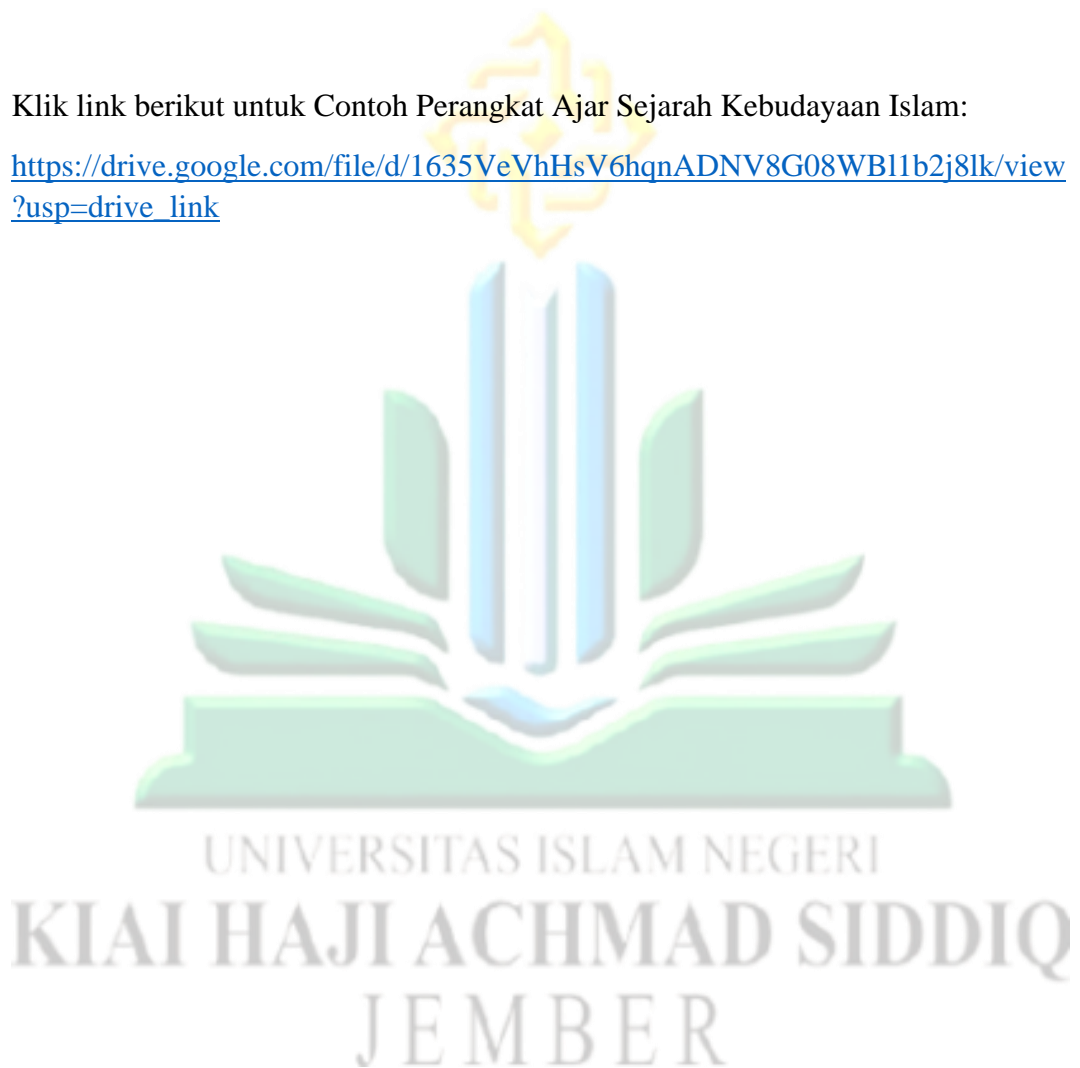 Klik link berikut untuk Contoh Perangkat Ajar Sejarah Kebudayaan Islam:
https://drive.google.com/file/d/1635VeVhHsV6hqnADNV8G08WBl1b2j8lk/view
?usp=drive_link
UNIVERSITAS ISLAM NEGERI
KIAI HAJI ACHMAD SIDDIQ
JEMBER